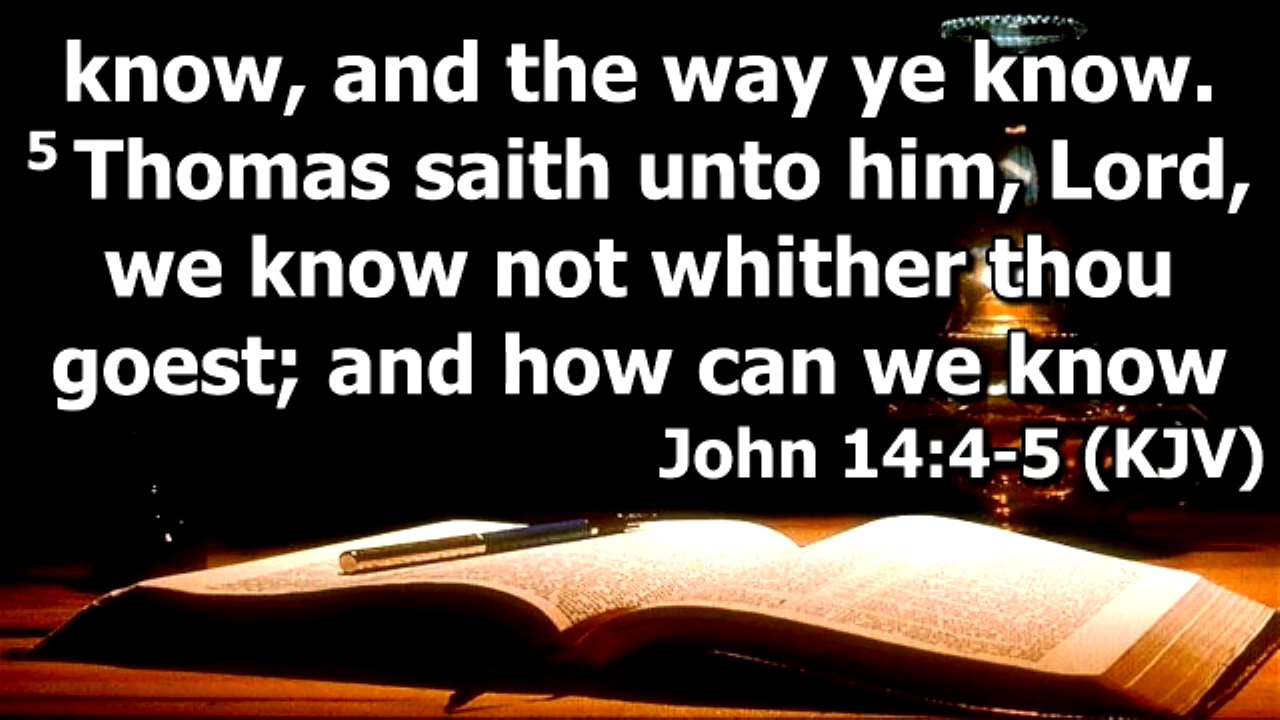 know, and the way ye know.
5 Thomas saith unto him, Lord,
we know not whither thou
goest; and how can we know
John 14:4-5 (KJV)